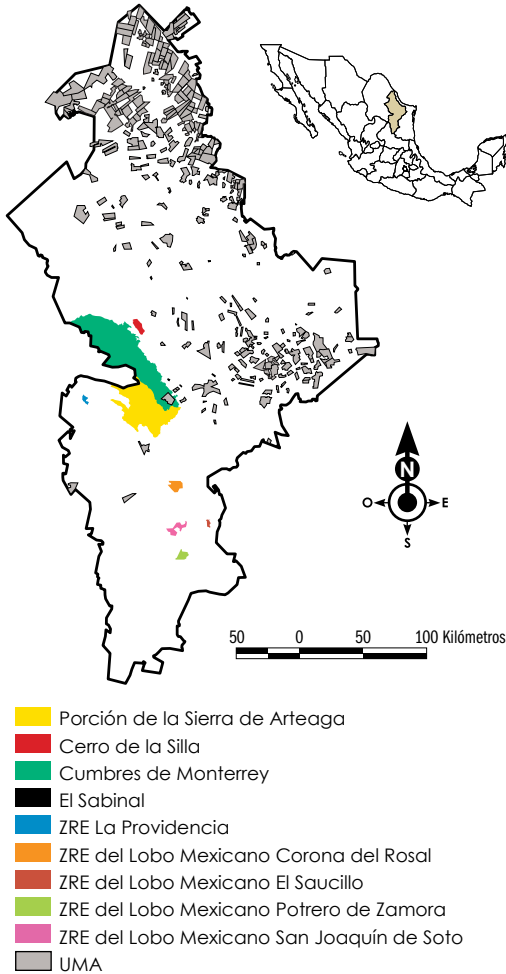 N
O E
S
50 0 50 100 Kilómetros
Porción de la Sierra de Arteaga
Cerro de la Silla
Cumbres de Monterrey
El Sabinal
ZRE La Providencia
ZRE del Lobo Mexicano Corona del Rosal
ZRE del Lobo Mexicano El Saucillo
ZRE del Lobo Mexicano Potrero de Zamora
ZRE del Lobo Mexicano San Joaquín de Soto
UMA